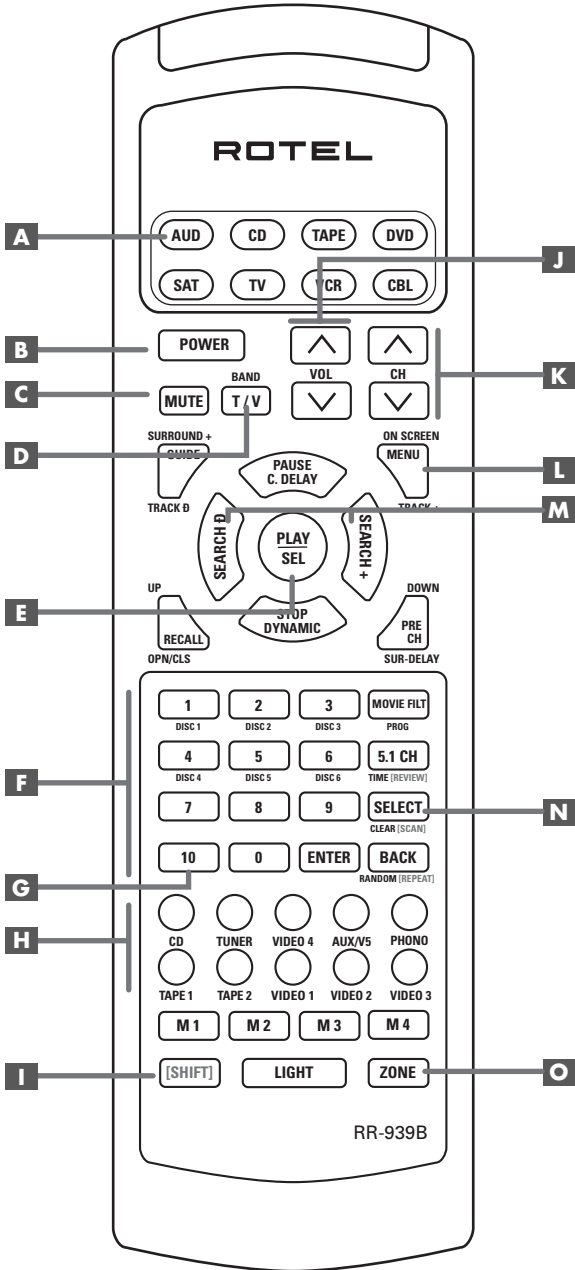 ROTEL
A AUD CD TAPE DVD
SAT TV VCR CBL J
B POWER
BAND VOL CH K
C MUTE T / V
D SURROUND + ON SCREEN
GUIDE MENU L
PAUSE
C. DELAY
TRACK Đ TRACK + M
SEARCH Đ PLAY SEARCH +
SEL
UP DOWN
E STOP
DYNAMIC
RECALL PRE
CH
OPN/CLS SUR-DELAY
1 2 3 MOVIE FILT
DISC 1 DISC 2 DISC 3 PROG
4 5 6 5.1 CH
F DISC 4 DISC 5 DISC 6 TIME [REVIEW]
7 8 9 SELECT N
CLEAR [SCAN]
10 0 ENTER BACK
G RANDOM [REPEAT]
H CD TUNER VIDEO 4 AUX/V5 PHONO
TAPE 1 TAPE 2 VIDEO 1 VIDEO 2 VIDEO 3
M 1 M 2 M 3 M 4
I [SHIFT] LIGHT ZONE O
RR-939B